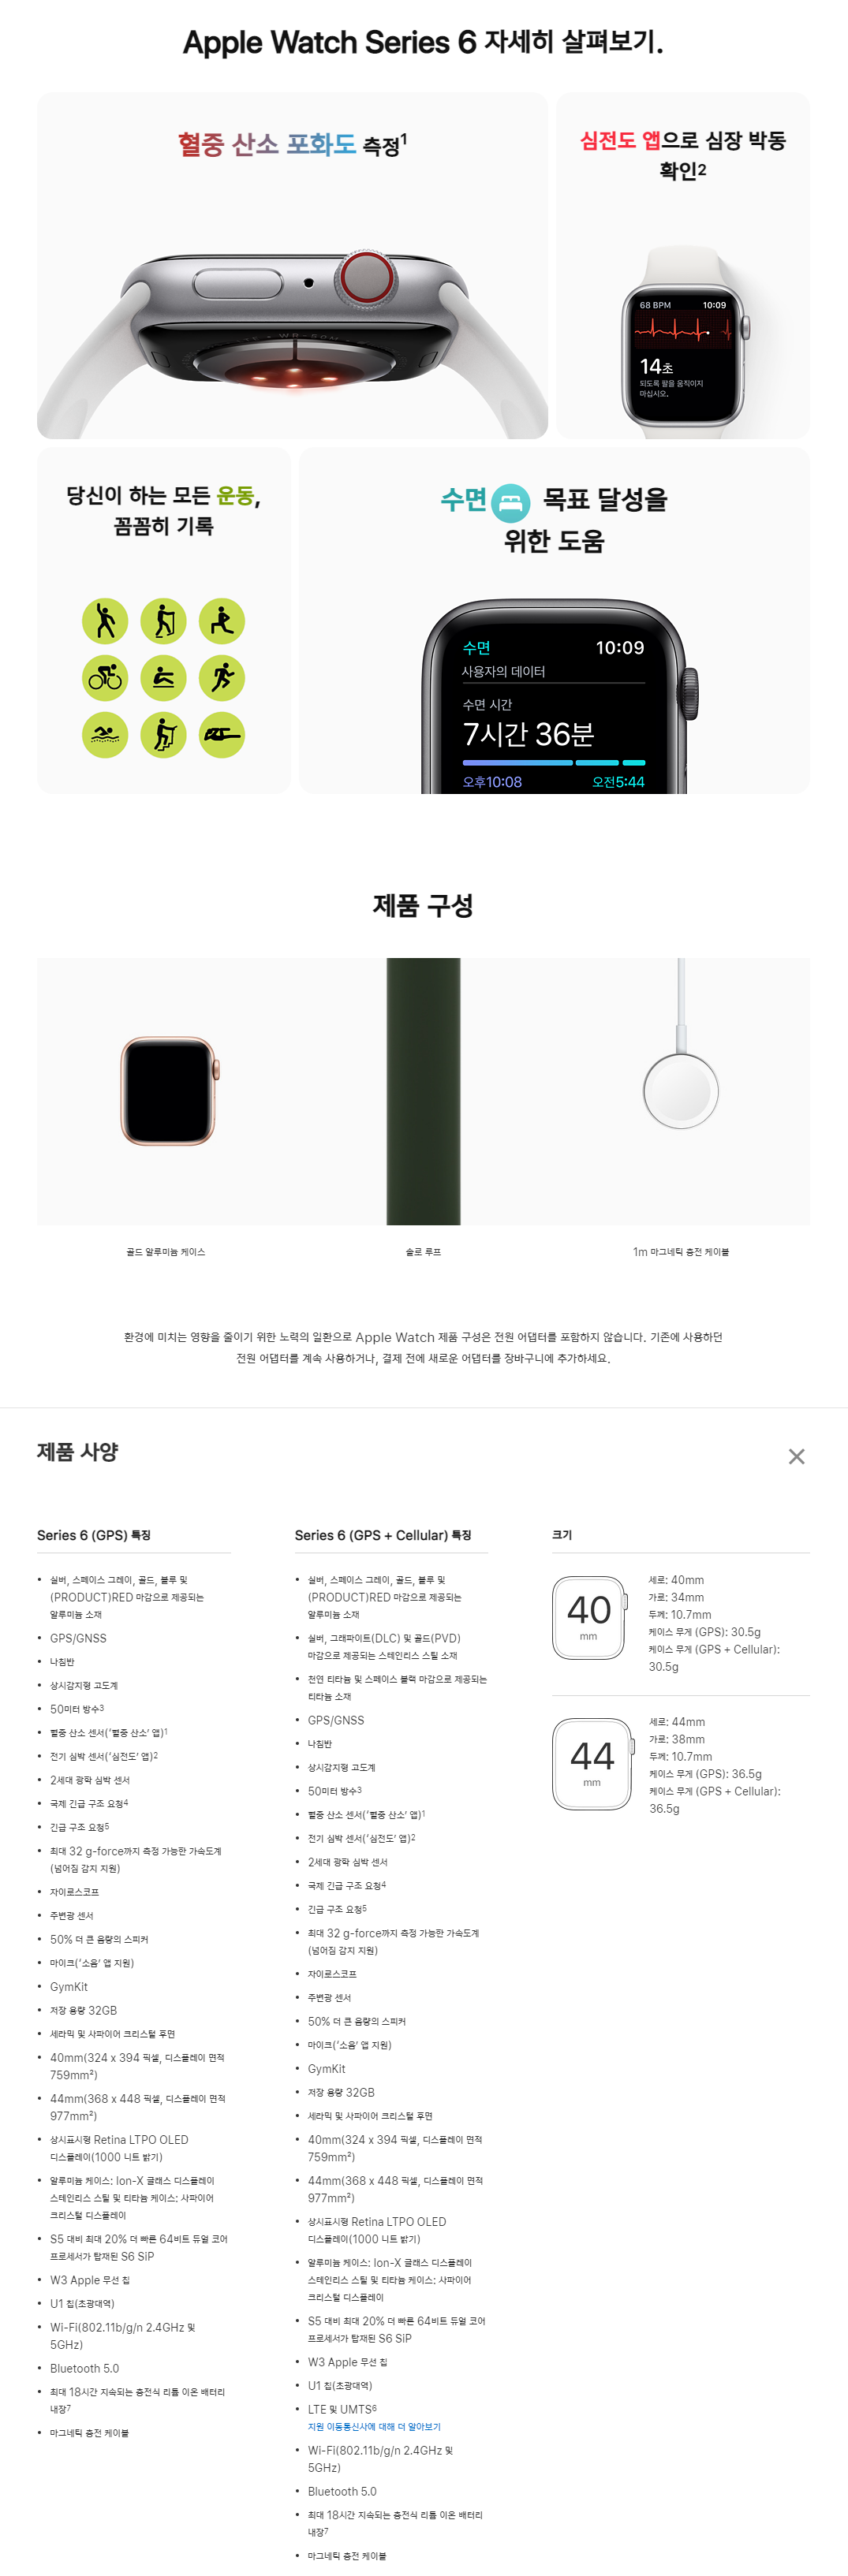 Apple Watch Series 6 자세히 살펴보기.
혈중 산소 포화도 측정1
심전도 앱으로 심장 박동
확인2
WR-50M
68 BPM 10:09
14초
되도록 팔을 움직이지
마십시오.
당신이 하는 모든 운동,
꼼꼼히 기록
수면 목표 달성을
위한 도움
수면 10:09
사용자의 데이터
수면 시간
7시간 36분
오후10:08 오전5:44
제품 구성
골드 알루미늄 케이스
솔로 루프
1m 마그네틱 충전 케이블
환경에 미치는 영향을 줄이기 위한 노력의 일환으로 Apple Watch 제품 구성은 전원 어댑터를 포함하지 않습니다. 기존에 사용하던
전원 어댑터를 계속 사용하거나, 결제 전에 새로운 어댑터를 장바구니에 추가하세요.
제품 사양
Series 6 (GPS) 특징
• 실버, 스페이스 그레이, 골드, 블루 및
(PRODUCT)RED 마감으로 제공되는
알루미늄 소재
• GPS/GNSS
• 나침반
• 상시감지형 고도계
• 50미터 방수3
• 혈중 산소 센서('혈중 산소' 앱)1
• 전기 심박 센서('심전도' 앱)2
• 2세대 광학 심박 센서
• 국제 긴급 구조 요청4
• 긴급 구조 요청5
• 최대 32 g-force까지 측정 가능한 가속도계
(넘어짐 감지 지원)
• 자이로스코프
• 주변광 센서
• 50% 더 큰 음량의 스피커
• 마이크('소음' 앱 지원)
• GymKit
• 저장 용량 32GB
• 세라믹 및 사파이어 크리스털 후면
• 40mm(324 x 394 픽셀, 디스플레이 면적
759mm²)
• 44mm(368 x 448 픽셀, 디스플레이 면적
977mm²)
• 상시표시형 Retina LTPO OLED
디스플레이(1000 니트 밝기)
• 알루미늄 케이스: Ion-X 글래스 디스플레이
스테인리스 스틸 및 티타늄 케이스: 사파이어
크리스털 디스플레이
• S5 대비 최대 20% 더 빠른 64비트 듀얼 코어
프로세서가 탑재된 S6 SiP
• W3 Apple 무선 칩
• U1 칩(초광대역)
• Wi-Fi(802.11b/g/n 2.4GHz 및
5GHz)
• Bluetooth 5.0
• 최대 18시간 지속되는 충전식 리튬 이온 배터리
내장7
• 마그네틱 충전 케이블
Series 6 (GPS + Cellular) 특징
• 실버, 스페이스 그레이, 골드, 블루 및
(PRODUCT)RED 마감으로 제공되는
알루미늄 소재
• 실버, 그래파이트(DLC) 및 골드(PVD)
마감으로 제공되는 스테인리스 스틸 소재
• 천연 티타늄 및 스페이스 블랙 마감으로 제공되는
티타늄 소재
• GPS/GNSS
• 나침반
• 상시감지형 고도계
• 50미터 방수3
• 혈중 산소 센서('혈중 산소' 앱)1
• 전기 심박 센서('심전도' 앱)2
• 2세대 광학 심박 센서
• 국제 긴급 구조 요청4
• 긴급 구조 요청5
• 최대 32 g-force까지 측정 가능한 가속도계
(넘어짐 감지 지원)
• 자이로스코프
• 주변광 센서
• 50% 더 큰 음량의 스피커
• 마이크('소음' 앱 지원)
• GymKit
• 저장 용량 32GB
• 세라믹 및 사파이어 크리스털 후면
• 40mm(324 x 394 픽셀, 디스플레이 면적
759mm²)
• 44mm(368 x 448 픽셀, 디스플레이 면적
977mm²)
• 상시표시형 Retina LTPO OLED
디스플레이(1000 니트 밝기)
• 알루미늄 케이스: Ion-X 글래스 디스플레이
스테인리스 스틸 및 티타늄 케이스: 사파이어
크리스털 디스플레이
• S5 대비 최대 20% 더 빠른 64비트 듀얼 코어
프로세서가 탑재된 S6 SiP
• W3 Apple 무선 칩
• U1 칩(초광대역)
• LTE 및 UMTS6
지원 이동통신사에 대해 더 알아보기
• Wi-Fi(802.11b/g/n 2.4GHz 및
5GHz)
• Bluetooth 5.0
• 최대 18시간 지속되는 충전식 리튬 이온 배터리
내장7
• 마그네틱 충전 케이블
크기
40
mm
세로: 40mm
가로: 34mm
두께: 10.7mm
케이스 무게 (GPS): 30.5g
케이스 무게 (GPS + Cellular):
30.5g
44
mm
세로: 44mm
가로: 38mm
두께: 10.7mm
케이스 무게 (GPS): 36.5g
케이스 무게 (GPS + Cellular):
36.5g